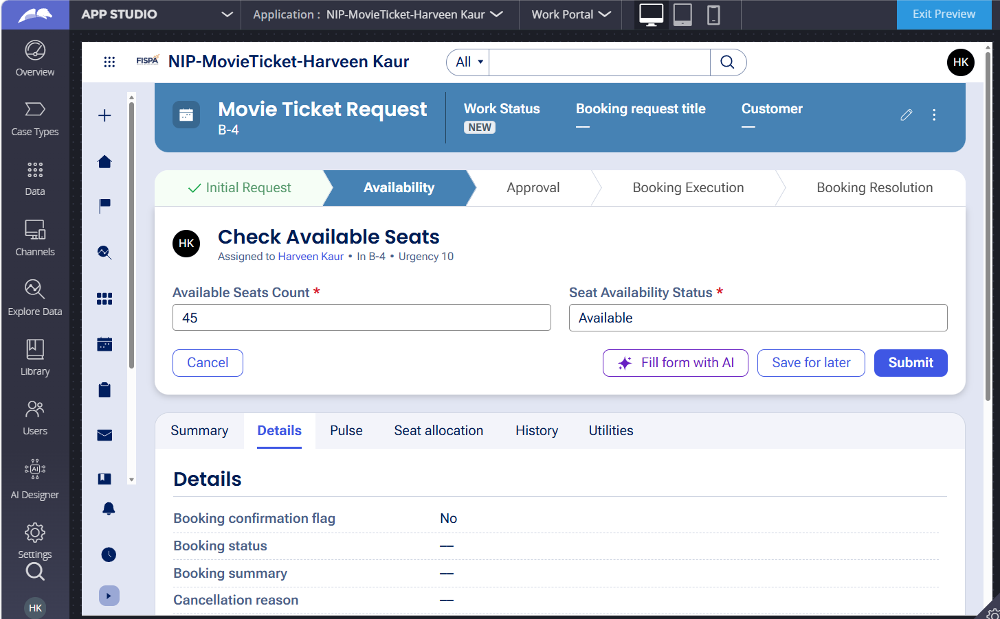 APP STUDIO
Application : NIP-MovieTicket-Harveen Kaur
Work Portal
Exit Preview
Overview
Case Types
Data
Channels
Explore Data
Library
Users
AI
AI Designer
Settings
HK
FISPA
NIP-MovieTicket-Harveen Kaur
All
HK
Movie Ticket Request
B-4
Work Status
NEW
Booking request title
—
Customer
—
Initial Request
Availability
Approval
Booking Execution
Booking Resolution
HK
Check Available Seats
Assigned to Harveen Kaur • In B-4 • Urgency 10
Available Seats Count *
45
Seat Availability Status *
Available
Cancel
Fill form with AI
Save for later
Submit
Summary
Details
Pulse
Seat allocation
History
Utilities
Details
Booking confirmation flag No
Booking status —
Booking summary —
Cancellation reason —